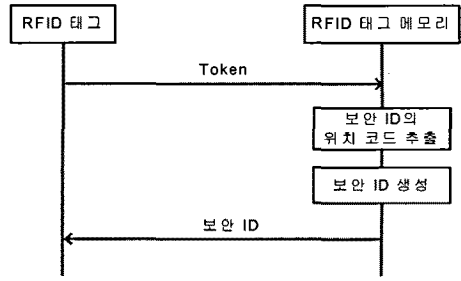 RFID 태그
RFID 태그 메모리
Token
보안 ID의
위치 코드 추출
보안 ID 생성
보안 ID